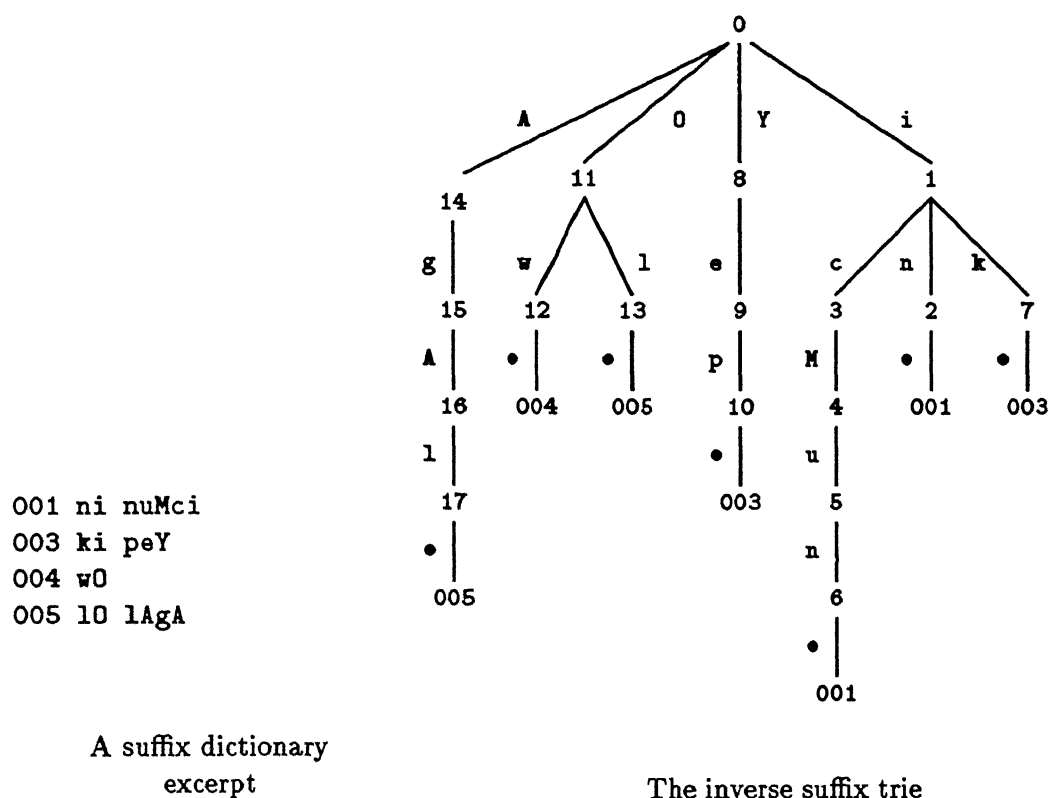 0
A O Y i
14 11 8 1
g w l e c n k
15 12 13 9 3 2 7
A • • p M • •
16 004 005 10 4 001 003
l • u
17 003 5
• n
005 6
•
001
001 ni nuMci
003 ki peY
004 wO
005 lO lAgA
A suffix dictionary
excerpt
The inverse suffix trie